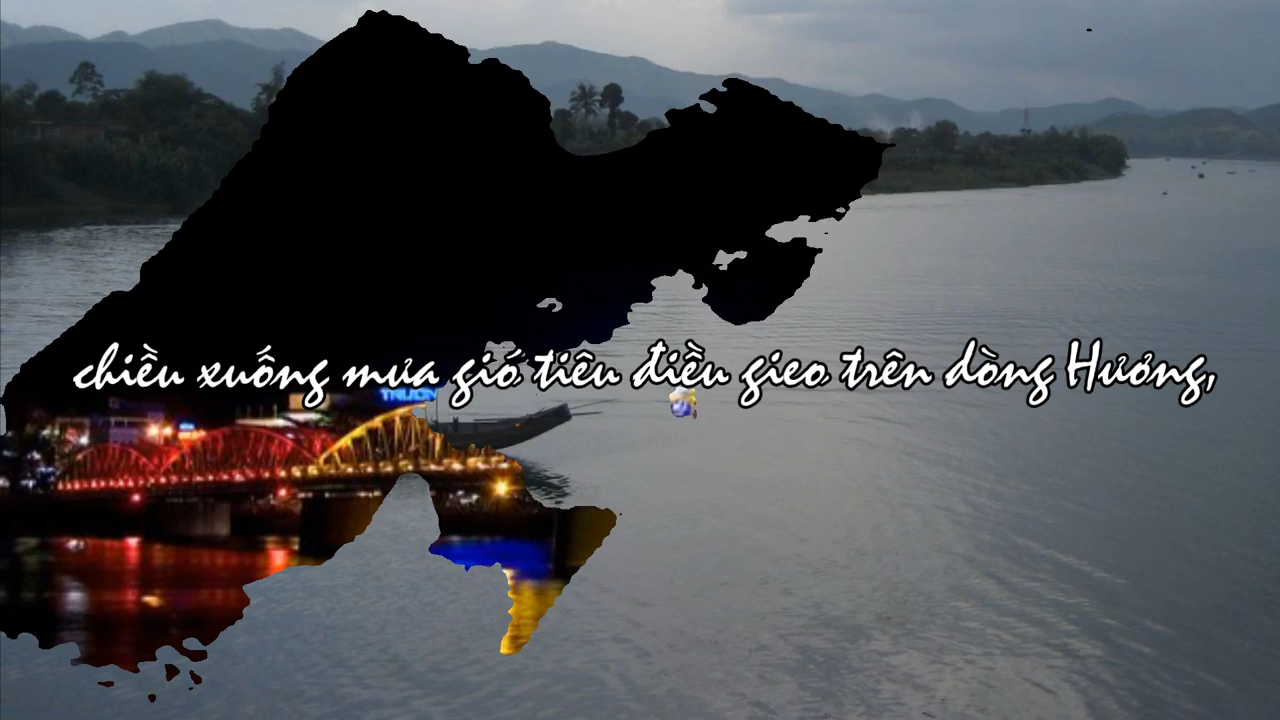 chiều xuống mưa gió tiêu điều gieo trên dòng Hương,